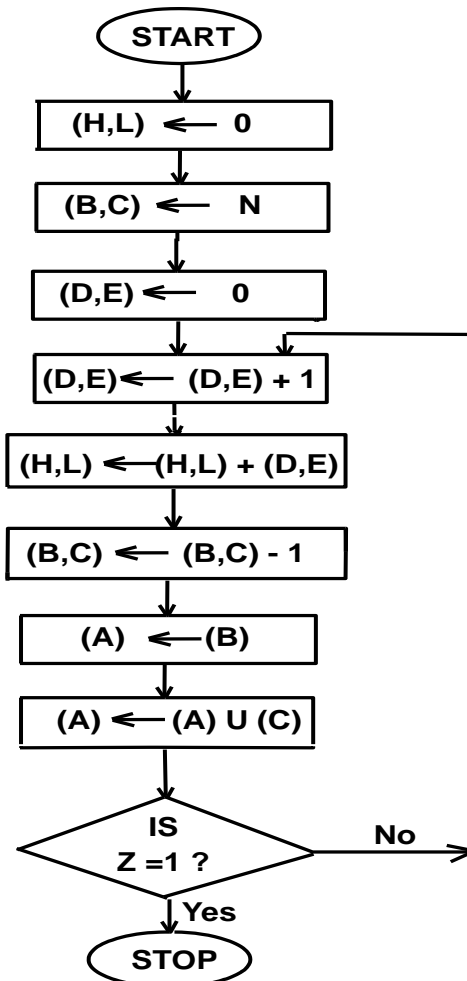 START
(H,L) ← 0
(B,C) ← N
(D,E) ← 0
(D,E) ← (D,E) + 1
(H,L) ← (H,L) + (D,E)
(B,C) ← (B,C) - 1
(A) ← (B)
(A) ← (A) U (C)
IS
Z =1 ?
No
Yes
STOP